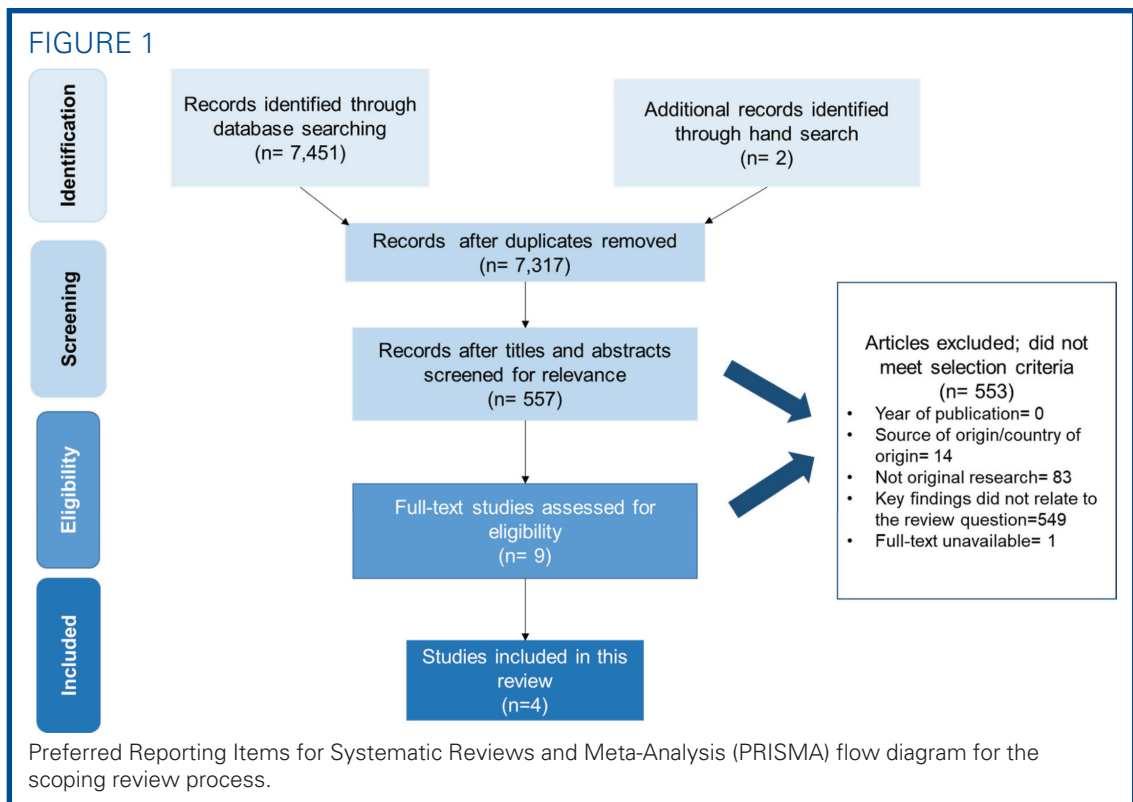 FIGURE 1
Identification
Records identified through
database searching
(n= 7,451)
Additional records identified
through hand search
(n= 2)
Screening
Records after duplicates removed
(n= 7,317)
Records after titles and abstracts
screened for relevance
(n= 557)
Articles excluded; did not
meet selection criteria
(n= 553)
• Year of publication= 0
• Source of origin/country of
origin= 14
• Not original research= 83
• Key findings did not relate to
the review question=549
• Full-text unavailable= 1
Eligibility
Full-text studies assessed for
eligibility
(n= 9)
Included
Studies included in this
review
(n=4)
Preferred Reporting Items for Systematic Reviews and Meta-Analysis (PRISMA) flow diagram for the
scoping review process.